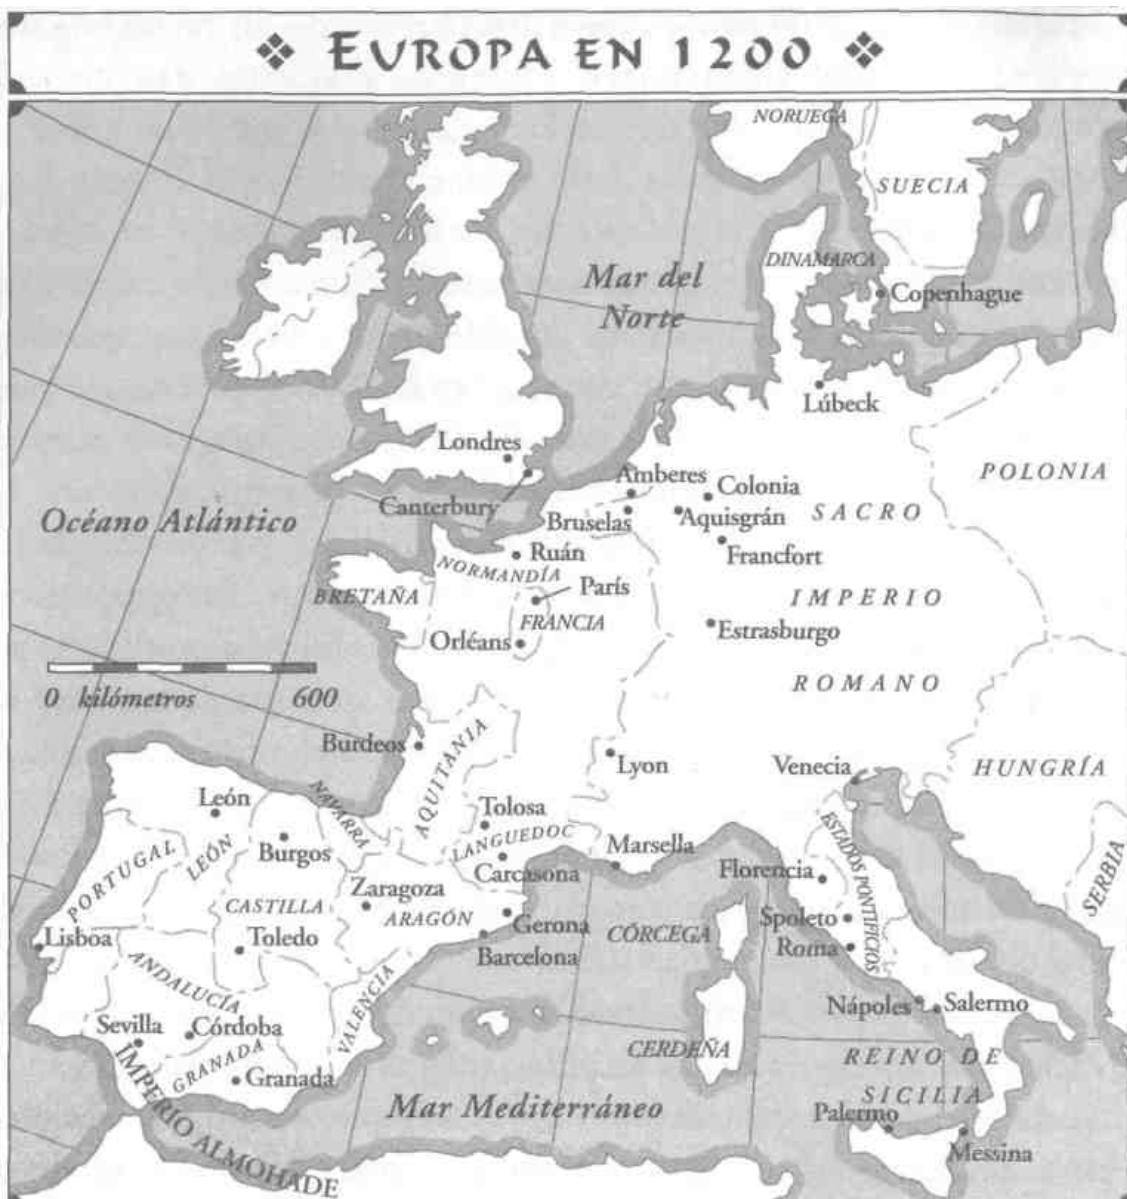 ❖ EUROPA EN 1200 ❖
NORUEGA
SUECIA
DINAMARCA
Copenhague
Mar del
Norte
Lúbeck
Londres
Canterbury
Amberes
Colonia
Bruselas
Aquisgrán
Francfort
SACRO
IMPERIO
ROMANO
POLONIA
Océano Atlántico
Ruán
NORMANDÍA
BRETAÑA
París
FRANCIA
Orléans
Estrasburgo
0 kilómetros 600
Burdeos
AQUITANIA
Lyon
Venecia
HUNGRÍA
León
NAVARRA
Tolosa
LANGUEDOC
Carcasona
Marsella
Burgos
LEÓN
PORTUGAL
Zaragoza
CASTILLA
ARAGÓN
Gerona
Barcelona
Florencia
ESTADOS PONTIFICIOS
SERBIA
Spoleto
Roma
CÓRCEGA
Lisboa
Toledo
ANDALUCÍA
VALENCIA
Nápoles
Salermo
Sevilla
Córdoba
GRANADA
Granada
CERDEÑA
REINO DE
SICILIA
Mar Mediterráneo
Palermo
Messina
IMPERIO ALMOHADE